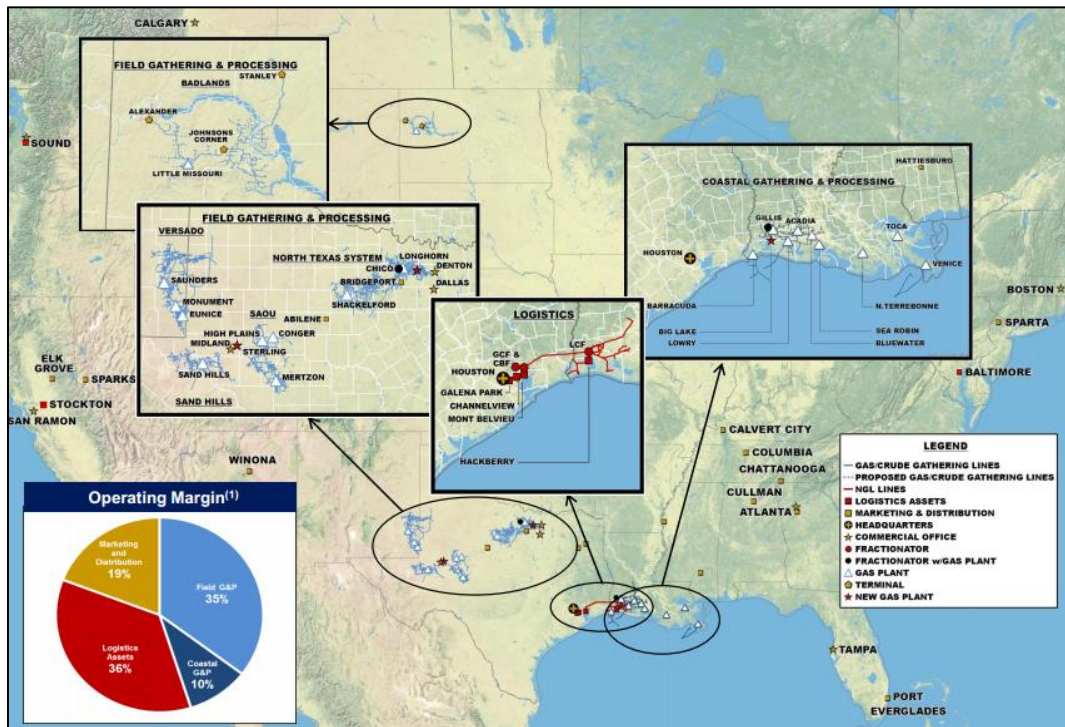 CALGARY
FIELD GATHERING & PROCESSING
BADLANDS
STANLEY
ALEXANDER
JOHNSONS
CORNER
LITTLE MISSOURI
SOUND
FIELD GATHERING & PROCESSING
VERSADO
NORTH TEXAS SYSTEM
LONGHORN
CHICO
DENTON
BRIDGEPORT
DALLAS
SAUNDERS
SHACKELFORD
MONUMENT
EUNICE
SAOU
ABILENE
HIGH PLAINS
CONGER
MIDLAND
STERLING
SAND HILLS
MERTZON
SAND HILLS
COASTAL GATHERING & PROCESSING
HATTIESBURG
GILLIS
ACADIA
TOCA
HOUSTON
VENICE
BARRACUDA
N.TERREBONNE
BIG LAKE
SEA ROBIN
LOWRY
BLUEWATER
LOGISTICS
LCF
GCF &
CBF
HOUSTON
GALENA PARK
CHANNELVIEW
MONT BELVIEU
HACKBERRY
BOSTON
SPARTA
BALTIMORE
ELK
GROVE
SPARKS
STOCKTON
SAN RAMON
WINONA
CALVERT CITY
COLUMBIA
CHATTANOOGA
CULLMAN
ATLANTA
TAMPA
PORT
EVERGLADES
LEGEND
GAS/CRUDE GATHERING LINES
PROPOSED GAS/CRUDE GATHERING LINES
NGL LINES
LOGISTICS ASSETS
MARKETING & DISTRIBUTION
HEADQUARTERS
COMMERCIAL OFFICE
FRACTIONATOR
FRACTIONATOR w/GAS PLANT
GAS PLANT
TERMINAL
NEW GAS PLANT
Operating Margin(1)
Marketing
and
Distribution
19%
Field G&P
35%
Logistics
Assets
36%
Coastal
G&P
10%